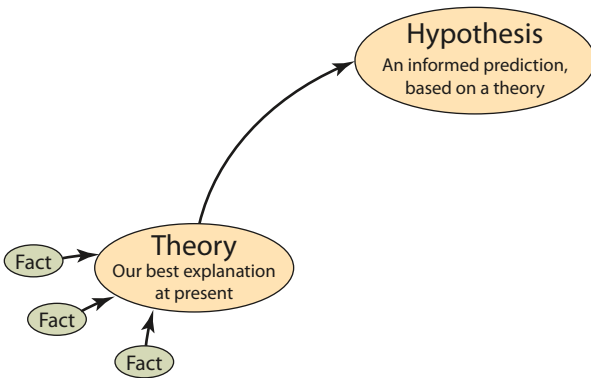 Hypothesis
An informed prediction,
based on a theory
Theory
Our best explanation
at present
Fact
Fact
Fact